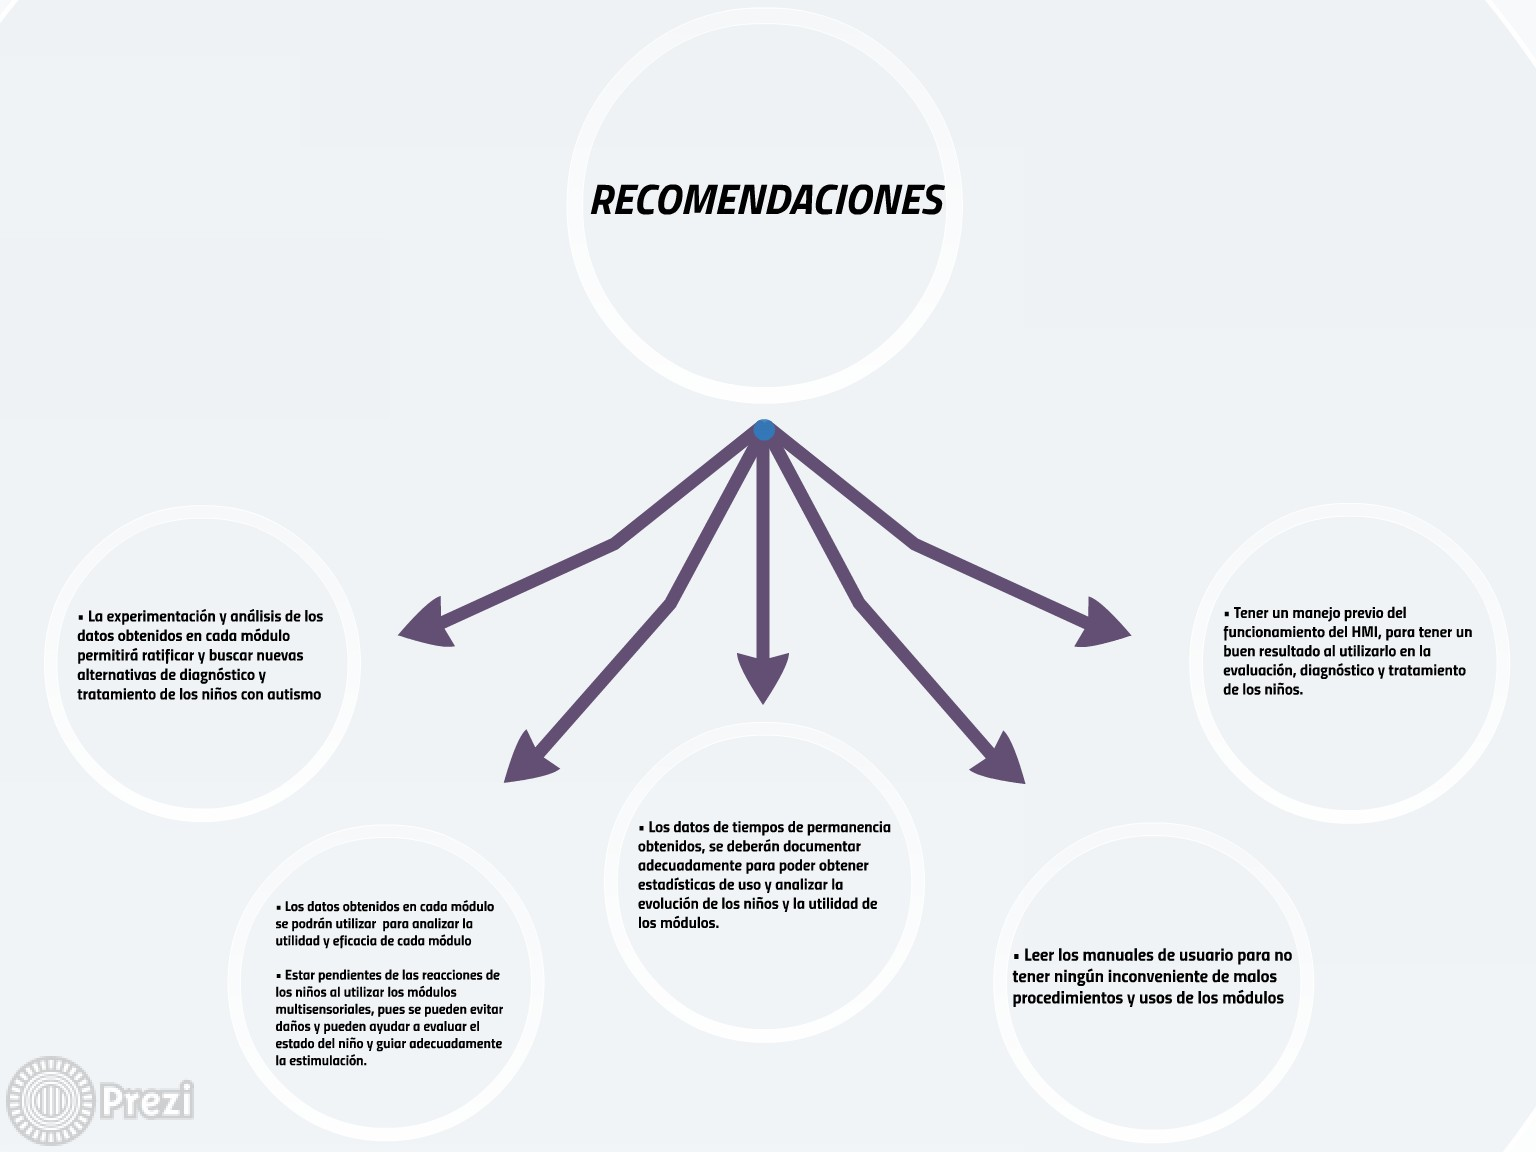 RECOMENDACIONES
▪ La experimentación y análisis de los
datos obtenidos en cada módulo
permitirá ratificar y buscar nuevas
alternativas de diagnóstico y
tratamiento de los niños con autismo
▪ Los datos obtenidos en cada módulo
se podrán utilizar  para analizar la
utilidad y eficacia de cada módulo
▪ Estar pendientes de las reacciones de
los niños al utilizar los módulos
multisensoriales, pues se pueden evitar
daños y pueden ayudar a evaluar el
estado del niño y guiar adecuadamente
la estimulación.
▪ Los datos de tiempos de permanencia
obtenidos, se deberán documentar
adecuadamente para poder obtener
estadísticas de uso y analizar la
evolución de los niños y la utilidad de
los módulos.
▪ Leer los manuales de usuario para no
tener ningún inconveniente de malos
procedimientos y usos de los módulos
▪ Tener un manejo previo del
funcionamiento del HMI, para tener un
buen resultado al utilizarlo en la
evaluación, diagnóstico y tratamiento
de los niños.
Prezi